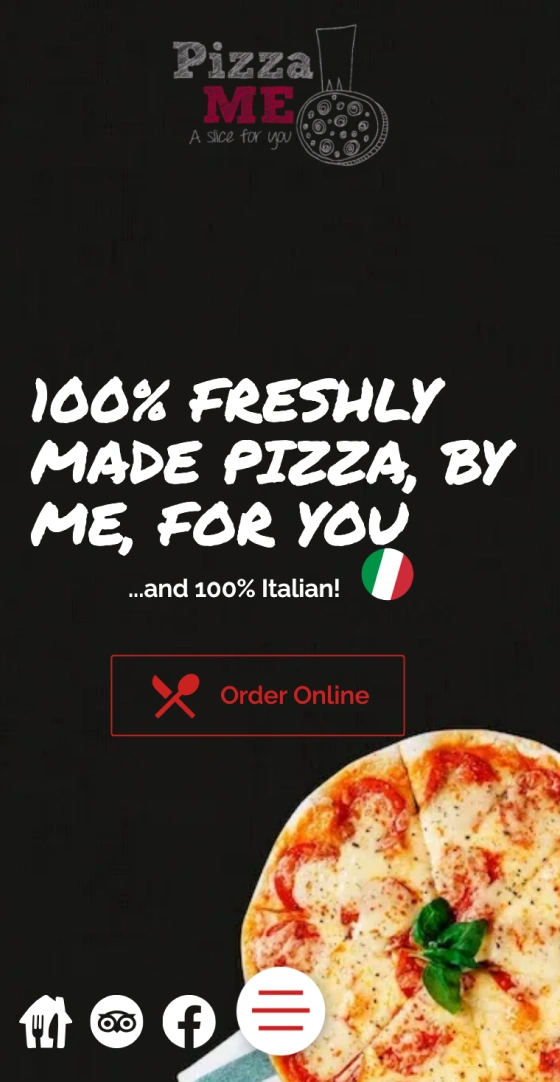 Pizza
ME
A slice for you
100% FRESHLY
MADE PIZZA, BY
ME, FOR YOU
...and 100% Italian!
Order Online